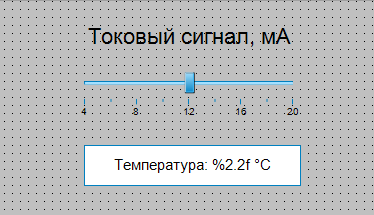 Токовый сигнал, мА
4 8 12 16 20
Температура: %2.2f °C